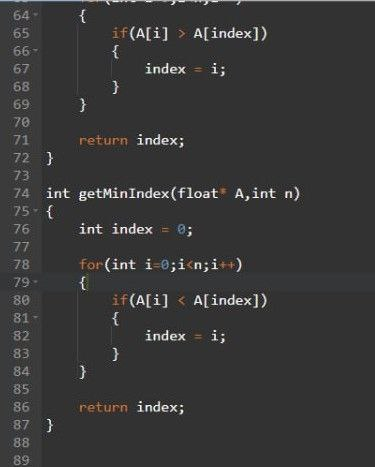 64 {
65 if(A[i] > A[index])
66 {
67 index = i;
68 }
69 }
70
71 return index;
72 }
73
74 int getMinIndex(float* A,int n)
75 {
76 int index = 0;
77
78 for(int i=0;i<n;i++)
79 {
80 if(A[i] < A[index])
81 {
82 index = i;
83 }
84 }
85
86 return index;
87 }
88
89